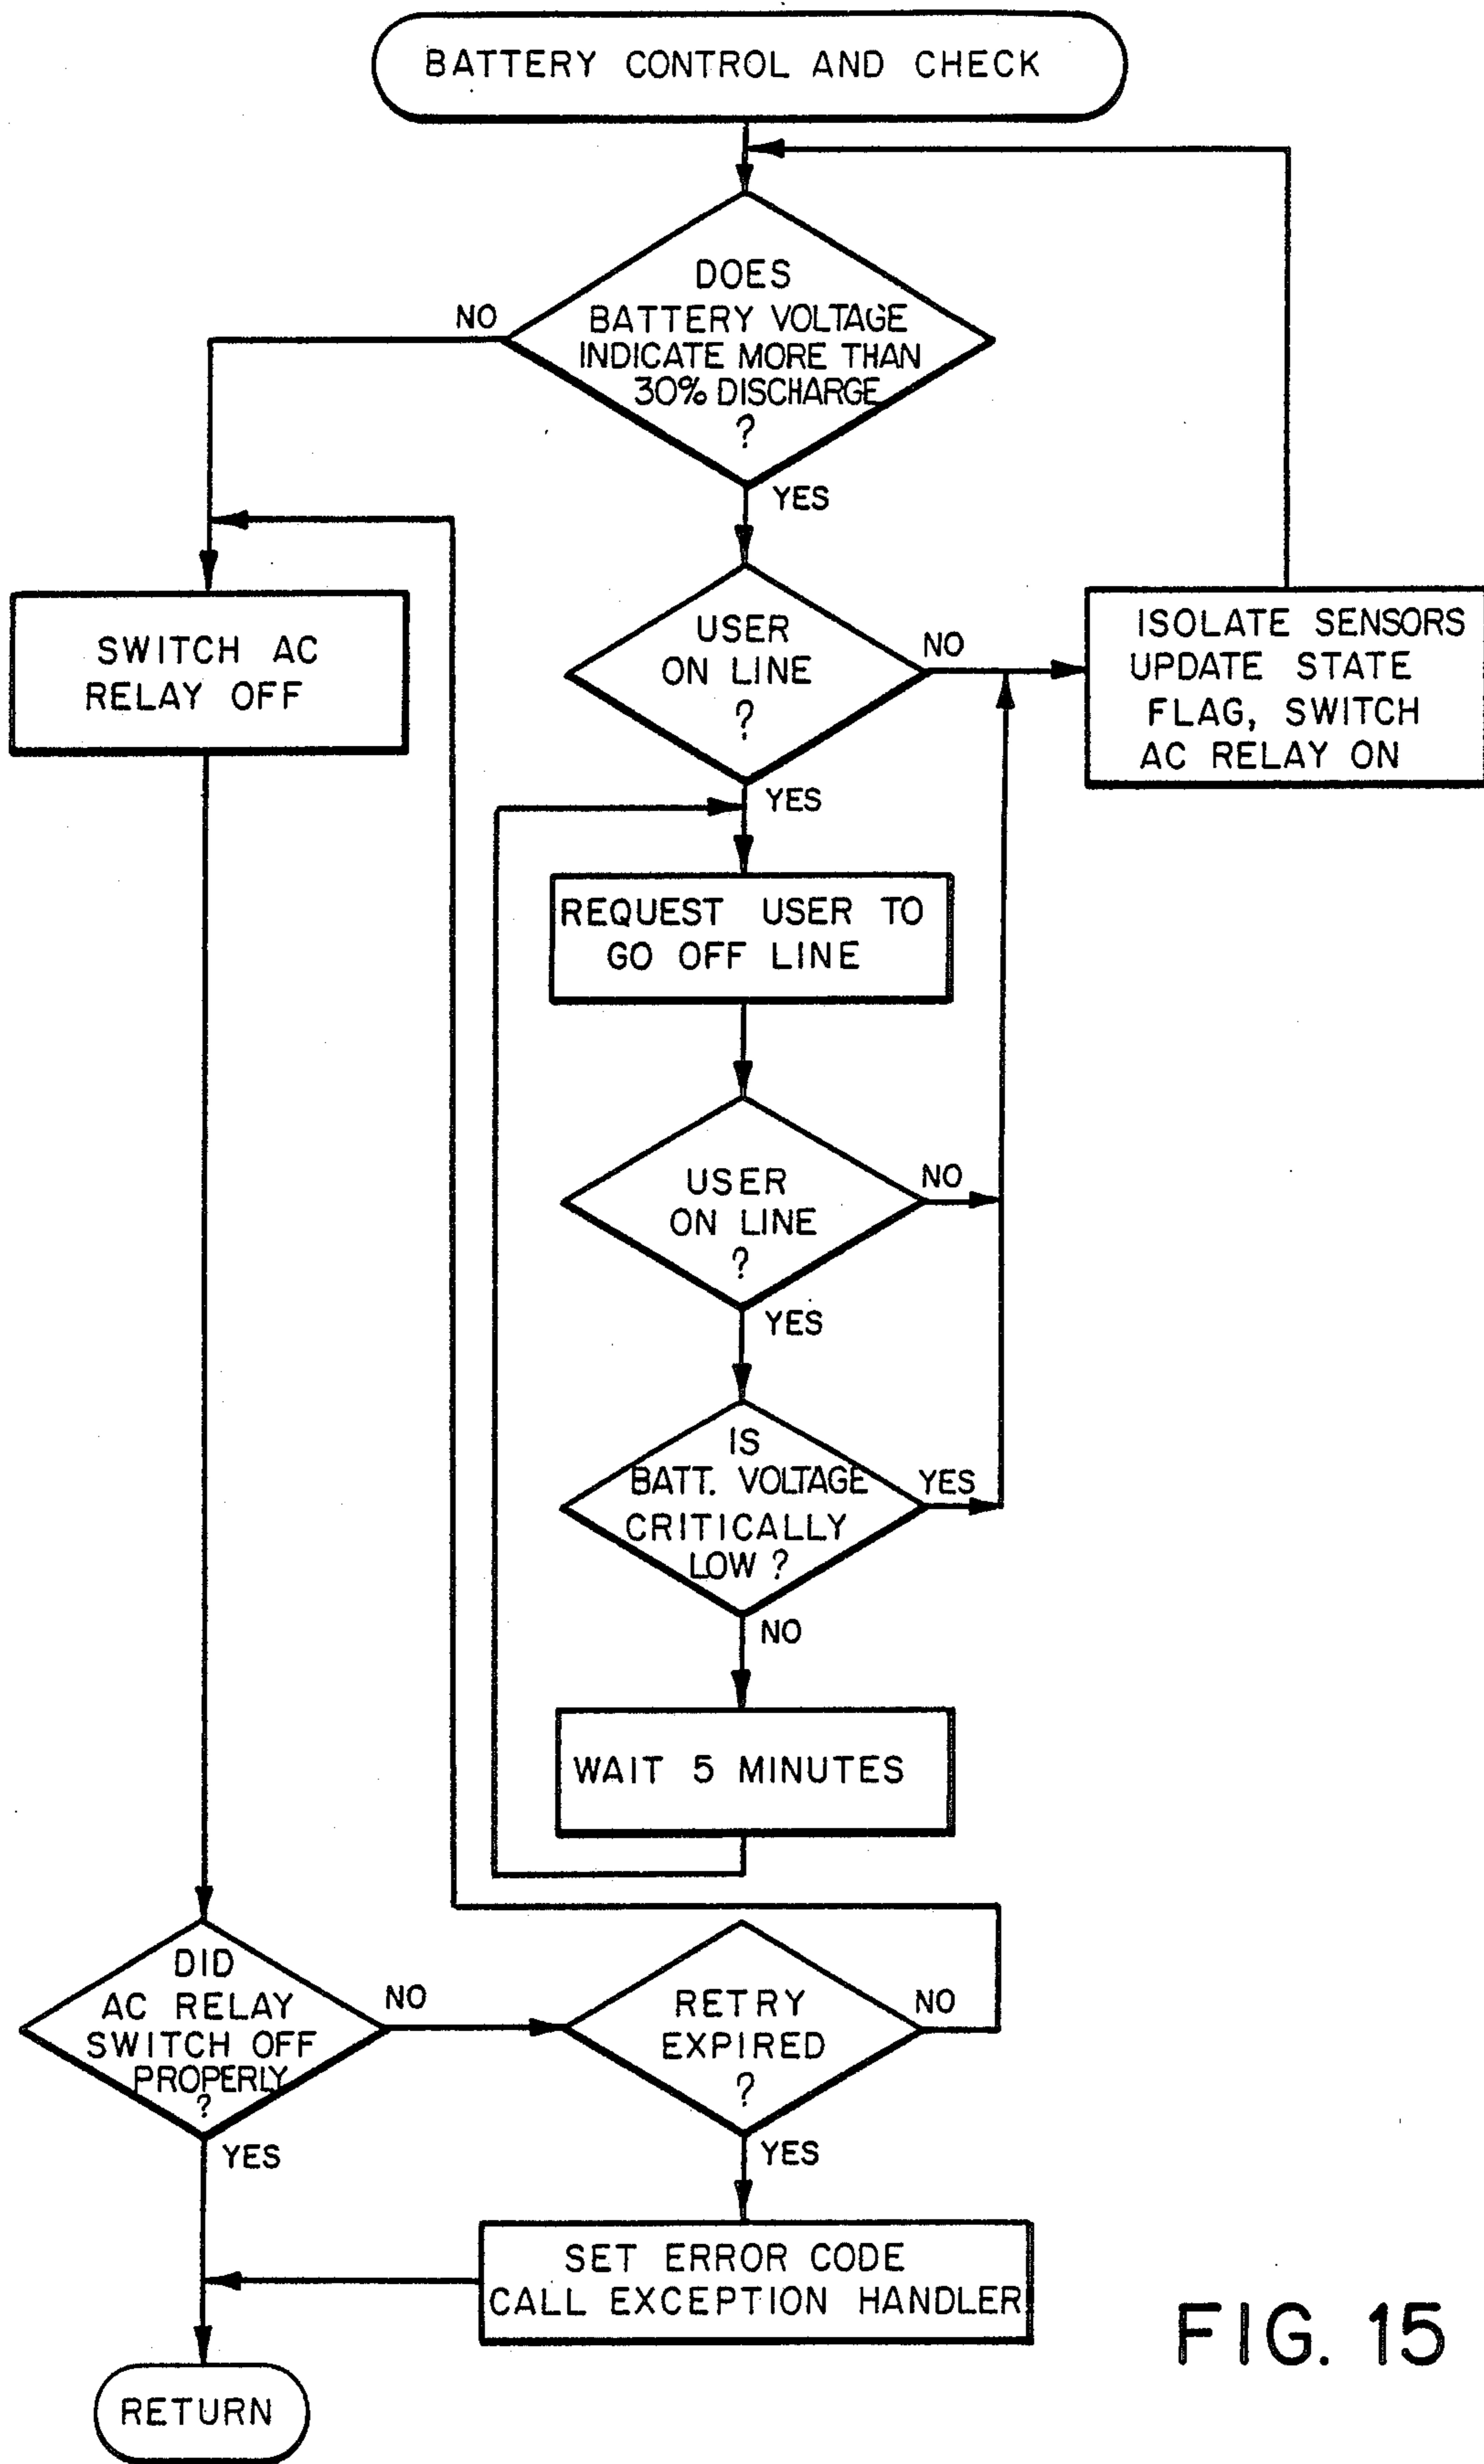 BATTERY CONTROL AND CHECK
DOES
BATTERY VOLTAGE
INDICATE MORE THAN
30% DISCHARGE
?
NO
YES
SWITCH AC
RELAY OFF
USER
ON LINE
?
NO
YES
ISOLATE SENSORS
UPDATE STATE
FLAG, SWITCH
AC RELAY ON
REQUEST USER TO
GO OFF LINE
USER
ON LINE
?
NO
YES
IS
BATT. VOLTAGE
CRITICALLY
LOW ?
YES
NO
WAIT 5 MINUTES
DID
AC RELAY
SWITCH OFF
PROPERLY
?
NO
YES
RETRY
EXPIRED
?
NO
YES
SET ERROR CODE
CALL EXCEPTION HANDLER
RETURN
FIG. 15